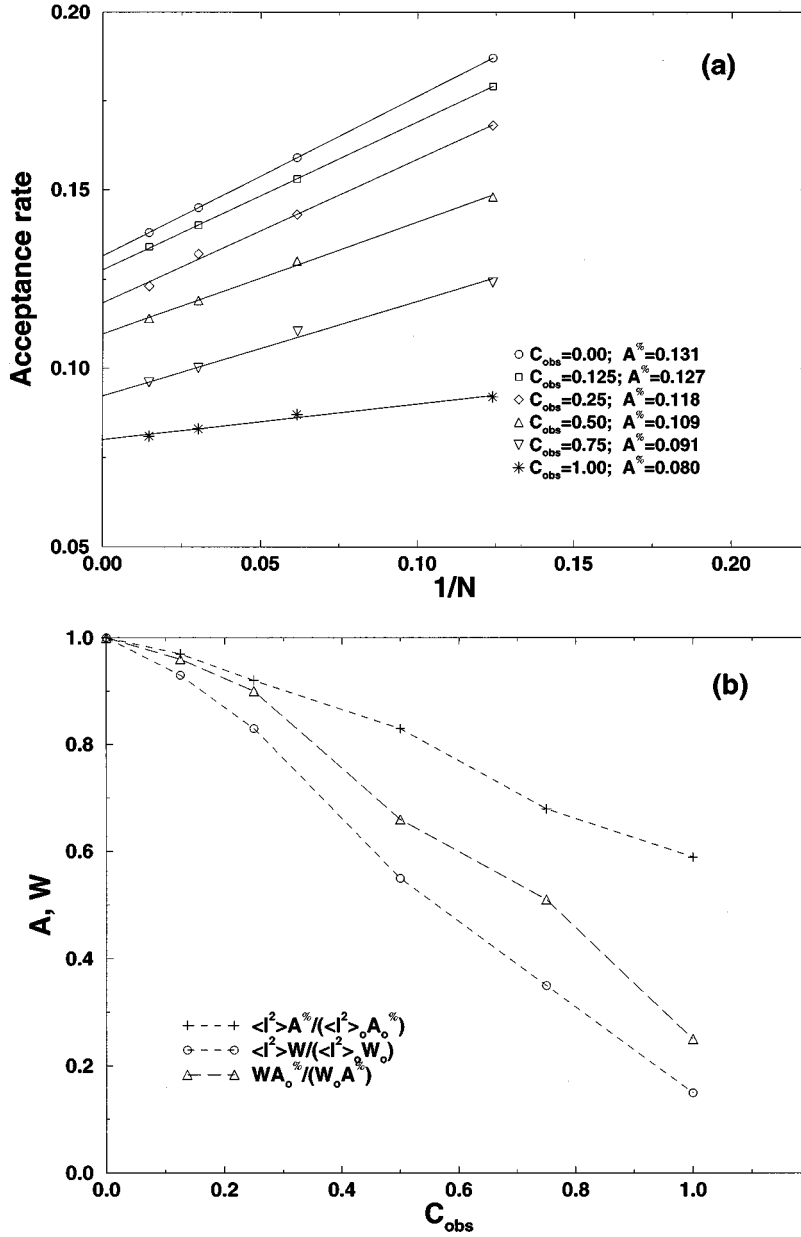 0.20
(a)
0.15
Acceptance rate
0.10
C_obs=0.00; A^%=0.131
C_obs=0.125; A^%=0.127
C_obs=0.25; A^%=0.118
C_obs=0.50; A^%=0.109
C_obs=0.75; A^%=0.091
C_obs=1.00; A^%=0.080
0.05
0.00 0.05 0.10 0.15 0.20
1/N
1.0
(b)
0.8
0.6
A, W
0.4
<l²>A^%/(<l²>_o A_o^%)
<l²>W/(<l²>_o W_o)
WA_o^%/(W_o A^%)
0.2
0.0
0.0 0.2 0.4 0.6 0.8 1.0
C_obs